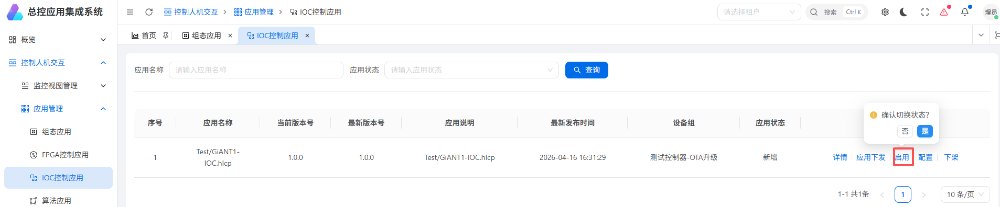 总控应用集成系统
控制人机交互 > 应用管理 > IOC控制应用
请选择租户
搜索 Ctrl K
理员
概览
控制人机交互
监控视图管理
应用管理
组态应用
FPGA控制应用
IOC控制应用
算法应用
首页 组态应用 × IOC控制应用 ×
应用名称 请输入应用名称 应用状态 请输入应用状态 查询
确认切换状态?
否 是
序号 应用名称 当前版本号 最新版本号 应用说明 最新发布时间 设备组 应用状态
1 Test/GiANT1-IOC.hlcp 1.0.0 1.0.0 Test/GiANT1-IOC.hlcp 2026-04-16 16:31:29 测试控制器-OTA升级 新增 详情 应用下发 启用 配置 下架
1-1 共1条 < 1 > 10 条/页